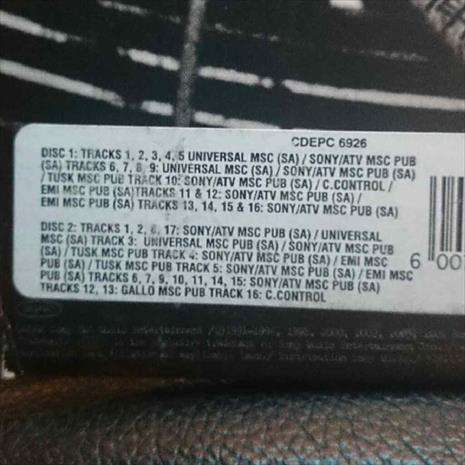 CDEPC 6926
DISC 1: TRACKS 1, 2, 3, 4, 5 UNIVERSAL MSC (SA) / SONY/ATV MSC PUB
(SA) TRACKS 6, 7, 8, 9: UNIVERSAL MSC (SA) / SONY/ATV MSC PUB (SA)
/ TUSK MSC PUB TRACK 10: SONY/ATV MSC PUB (SA) / C.CONTROL /
EMI MSC PUB (SA)TRACKS 11 & 12: SONY/ATV MSC PUB (SA) /
EMI MSC PUB (SA) TRACKS 13, 14, 15 & 16: SONY/ATV MSC PUB (SA)
DISC 2: TRACKS 1, 2, 17: SONY/ATV MSC PUB (SA) / UNIVERSAL
MSC (SA) TRACK 3: UNIVERSAL MSC PUB (SA) / SONY/ATV MSC PUB
(SA) / TUSK MSC PUB TRACK 4: SONY/ATV MSC PUB (SA) / EMI MSC
PUB (SA) / TUSK MSC PUB TRACK 5: SONY/ATV MSC PUB (SA) / EMI MSC
PUB (SA) TRACKS 6, 7, 9, 10, 11, 14, 15: SONY/ATV MSC PUB (SA)
TRACKS 12, 13: GALLO MSC PUB TRACK 16: C.CONTROL
6 00